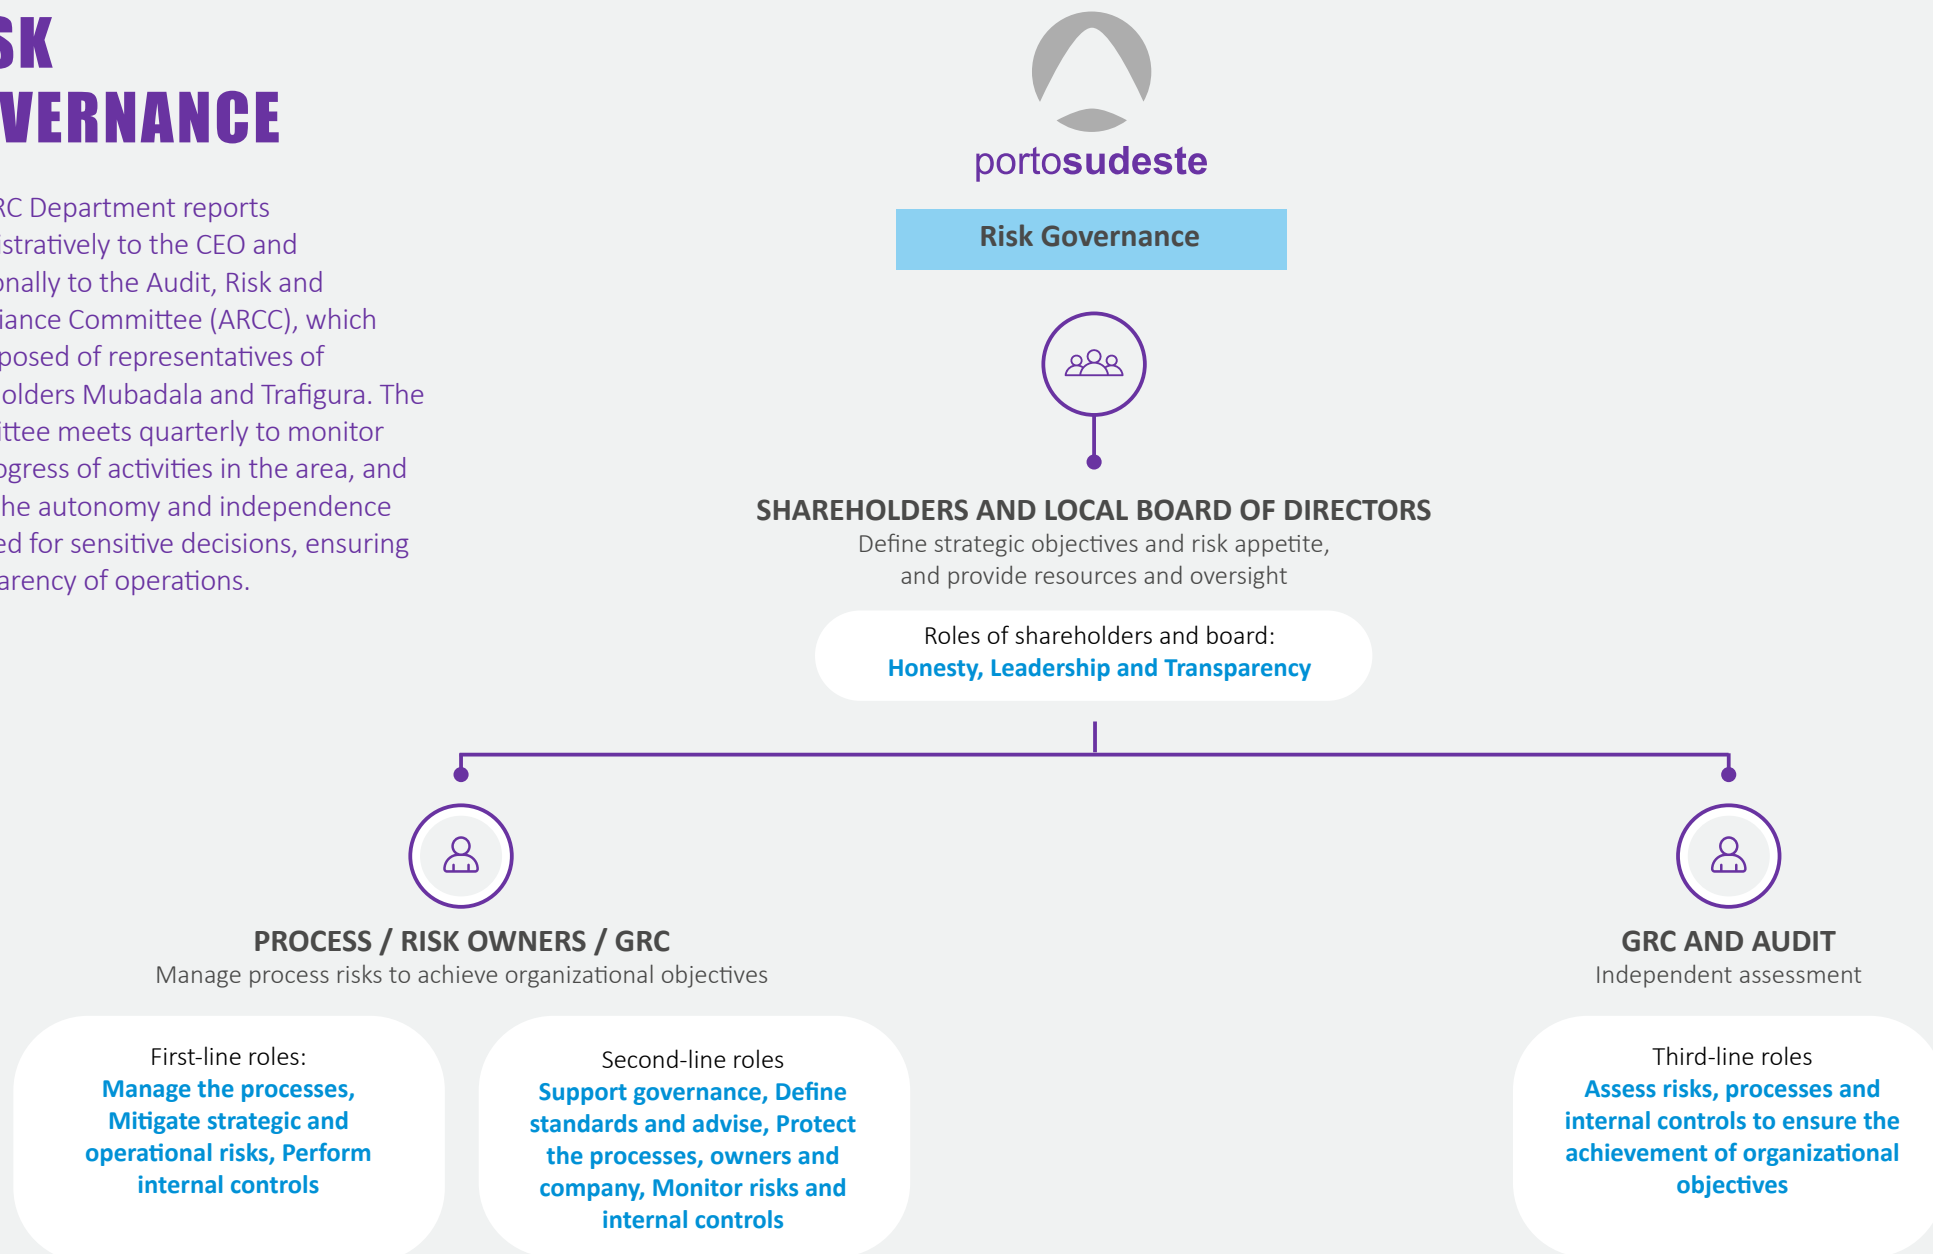 SK
VERNANCE
RC Department reports
istratively to the CEO and
onally to the Audit, Risk and
iance Committee (ARCC), which
posed of representatives of
olders Mubadala and Trafigura. The
ittee meets quarterly to monitor
ogress of activities in the area, and
he autonomy and independence
ed for sensitive decisions, ensuring
arency of operations.
portosudeste
Risk Governance
SHAREHOLDERS AND LOCAL BOARD OF DIRECTORS
Define strategic objectives and risk appetite,
and provide resources and oversight
Roles of shareholders and board:
Honesty, Leadership and Transparency
PROCESS / RISK OWNERS / GRC
Manage process risks to achieve organizational objectives
First-line roles:
Manage the processes,
Mitigate strategic and
operational risks, Perform
internal controls
Second-line roles
Support governance, Define
standards and advise, Protect
the processes, owners and
company, Monitor risks and
internal controls
GRC AND AUDIT
Independent assessment
Third-line roles
Assess risks, processes and
internal controls to ensure the
achievement of organizational
objectives